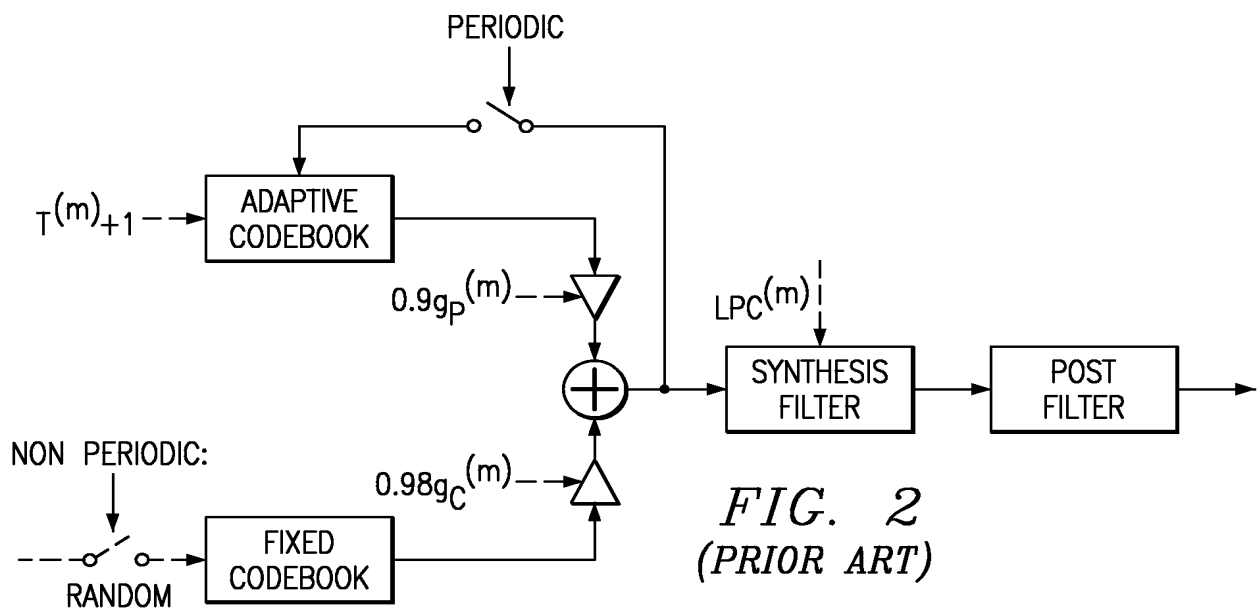 PERIODIC
ADAPTIVE
CODEBOOK
T(m)+1
0.9gP(m)
LPC(m)
SYNTHESIS
FILTER
POST
FILTER
NON PERIODIC:
0.98gC(m)
FIXED
CODEBOOK
RANDOM
FIG. 2
(PRIOR ART)